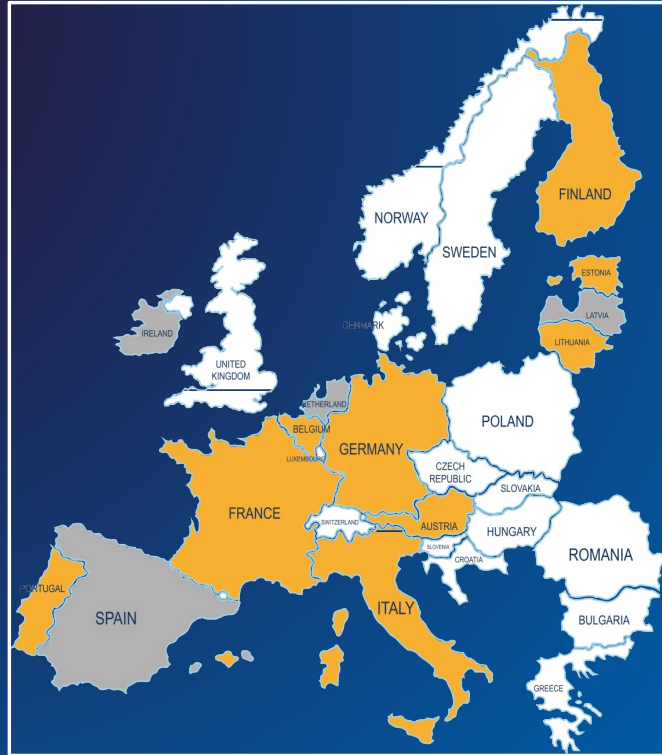 NORWAY
FINLAND
SWEDEN
ESTONIA
LATVIA
LITHUANIA
DENMARK
IRELAND
UNITED
KINGDOM
NETHERLAND
BELGIUM
LUXEMBOURG
GERMANY
POLAND
CZECH
REPUBLIC
SLOVAKIA
FRANCE
SWITZERLAND
AUSTRIA
HUNGARY
SLOVENIA
CROATIA
ROMANIA
PORTUGAL
SPAIN
ITALY
BULGARIA
GREECE